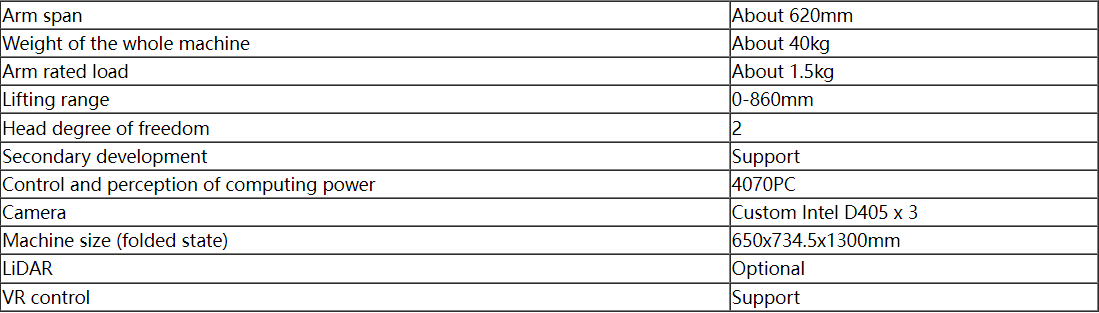 Arm span About 620mm
Weight of the whole machine About 40kg
Arm rated load About 1.5kg
Lifting range 0-860mm
Head degree of freedom 2
Secondary development Support
Control and perception of computing power 4070PC
Camera Custom Intel D405 x 3
Machine size (folded state) 650x734.5x1300mm
LiDAR Optional
VR control Support